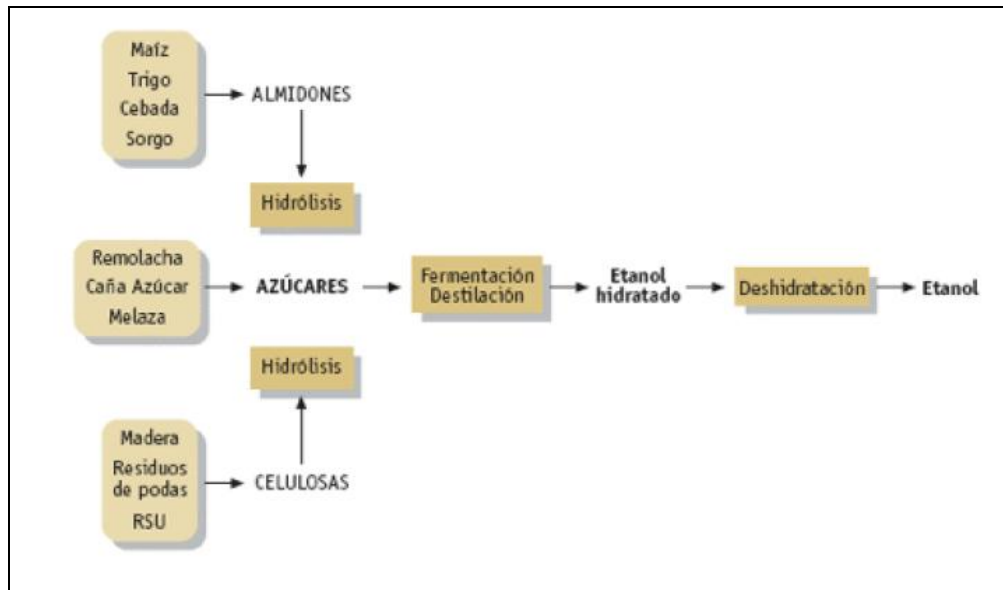 Maíz
Trigo
Cebada
Sorgo
ALMIDONES
Hidrólisis
Remolacha
Caña Azúcar
Melaza
AZÚCARES
Fermentación
Destilación
Etanol
hidratado
Deshidratación
Etanol
Hidrólisis
Madera
Residuos
de podas
RSU
CELULOSAS